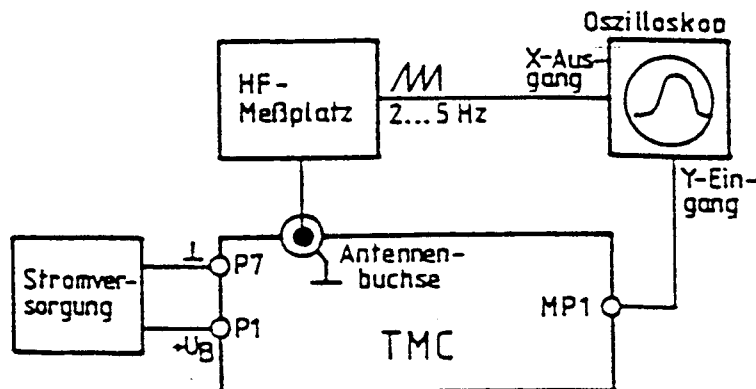 Oszilloskop
HF-
Meßplatz
2...5 Hz
X-Aus-
gang
Y-Ein-
gang
Stromver-
sorgung
⊥
P7
+UB
P1
Antennen-
buchse
MP1
TMC